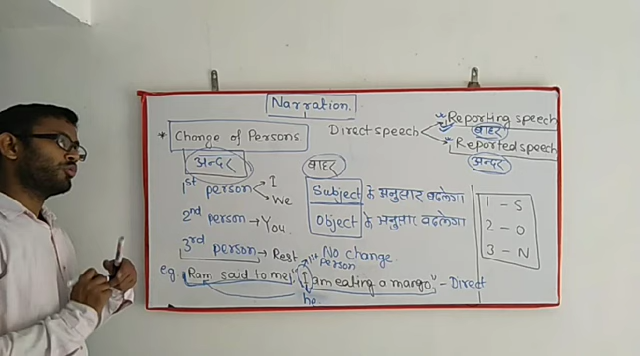 Narration.
* Change of Persons. Direct speech Reporting speech
बाहर
Reported speech
अन्दर
अन्दर बाहर
1st person I
We
Subject के अनुसार बदलेगा
2nd person → You
Object के अनुसार बदलेगा
3rd person → Rest No change
1 - S
2 - O
3 - N
1st person
eg. Ram said to me, "I am eating a mango." - Direct
he